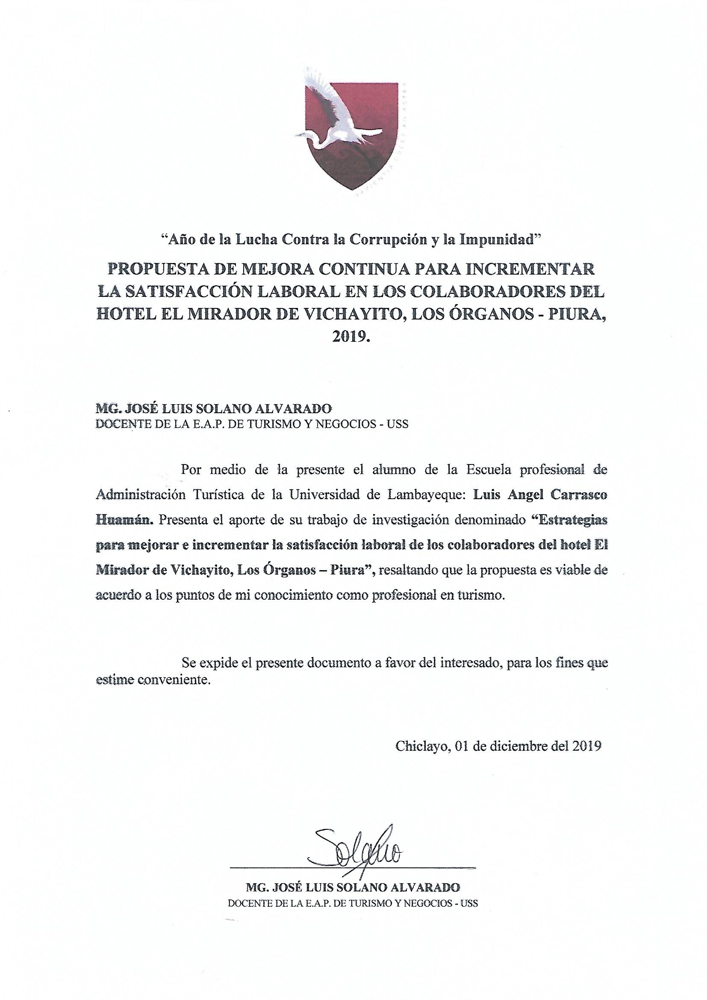 “Año de la Lucha Contra la Corrupción y la Impunidad”
PROPUESTA DE MEJORA CONTINUA PARA INCREMENTAR
LA SATISFACCIÓN LABORAL EN LOS COLABORADORES DEL
HOTEL EL MIRADOR DE VICHAYITO, LOS ÓRGANOS - PIURA,
2019.
MG. JOSÉ LUIS SOLANO ALVARADO
DOCENTE DE LA E.A.P. DE TURISMO Y NEGOCIOS - USS
Por medio de la presente el alumno de la Escuela profesional de
Administración Turística de la Universidad de Lambayeque: Luis Angel Carrasco
Huamán. Presenta el aporte de su trabajo de investigación denominado “Estrategias
para mejorar e incrementar la satisfacción laboral de los colaboradores del hotel El
Mirador de Vichayito, Los Órganos – Piura”, resaltando que la propuesta es viable de
acuerdo a los puntos de mi conocimiento como profesional en turismo.
Se expide el presente documento a favor del interesado, para los fines que
estime conveniente.
Chiclayo, 01 de diciembre del 2019
MG. JOSÉ LUIS SOLANO ALVARADO
DOCENTE DE LA E.A.P. DE TURISMO Y NEGOCIOS - USS